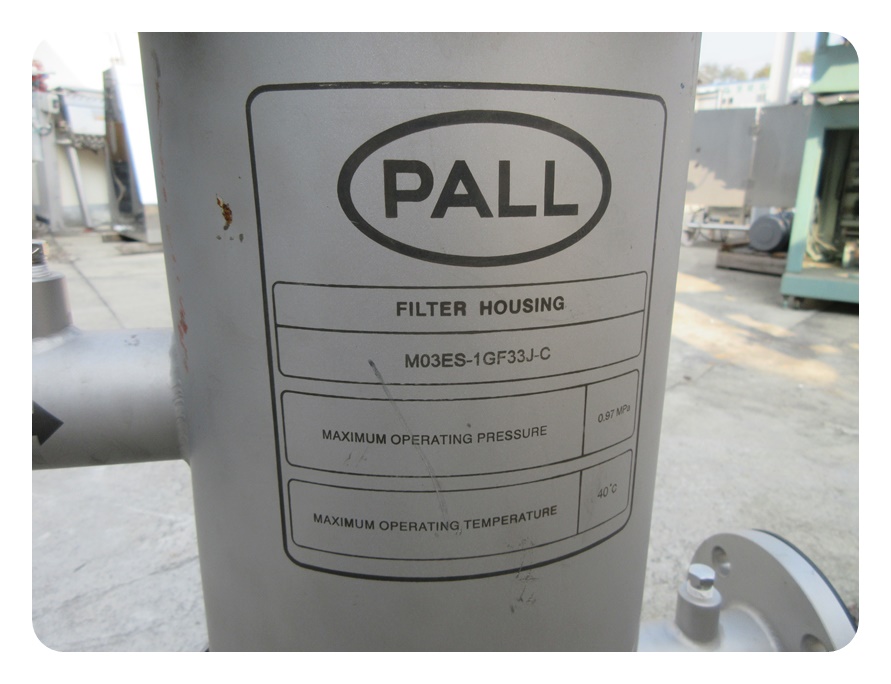 PALL
FILTER HOUSING
M03ES-1GF33J-C
MAXIMUM OPERATING PRESSURE 0.97 MPa
MAXIMUM OPERATING TEMPERATURE 40°C